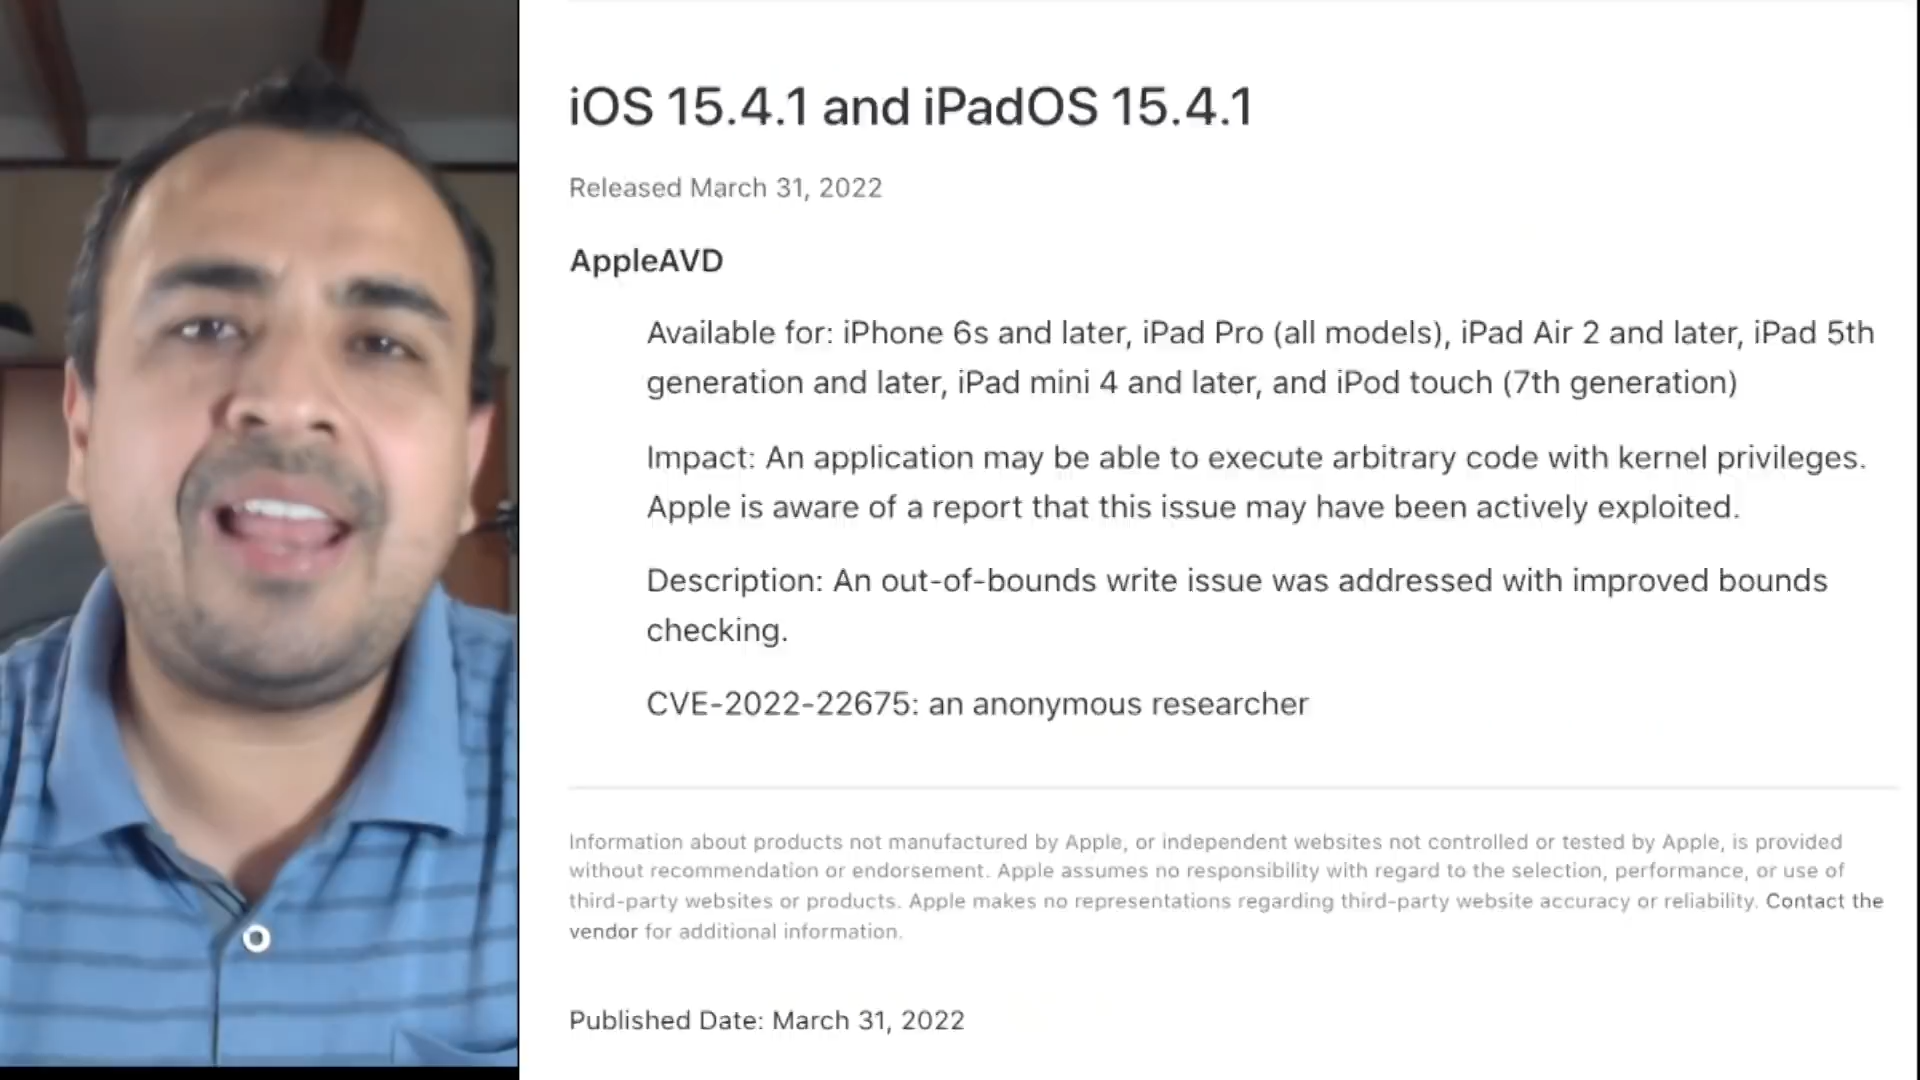 iOS 15.4.1 and iPadOS 15.4.1
Released March 31, 2022
AppleAVD
Available for: iPhone 6s and later, iPad Pro (all models), iPad Air 2 and later, iPad 5th
generation and later, iPad mini 4 and later, and iPod touch (7th generation)
Impact: An application may be able to execute arbitrary code with kernel privileges.
Apple is aware of a report that this issue may have been actively exploited.
Description: An out-of-bounds write issue was addressed with improved bounds
checking.
CVE-2022-22675: an anonymous researcher
Information about products not manufactured by Apple, or independent websites not controlled or tested by Apple, is provided
without recommendation or endorsement. Apple assumes no responsibility with regard to the selection, performance, or use of
third-party websites or products. Apple makes no representations regarding third-party website accuracy or reliability. Contact the
vendor for additional information.
Published Date: March 31, 2022